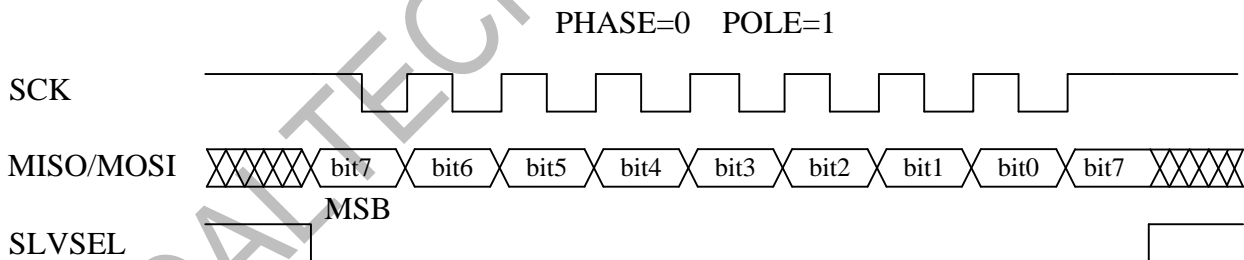 PHASE=0 POLE=1
SCK
MISO/MOSI bit7 bit6 bit5 bit4 bit3 bit2 bit1 bit0 bit7
MSB
SLVSEL